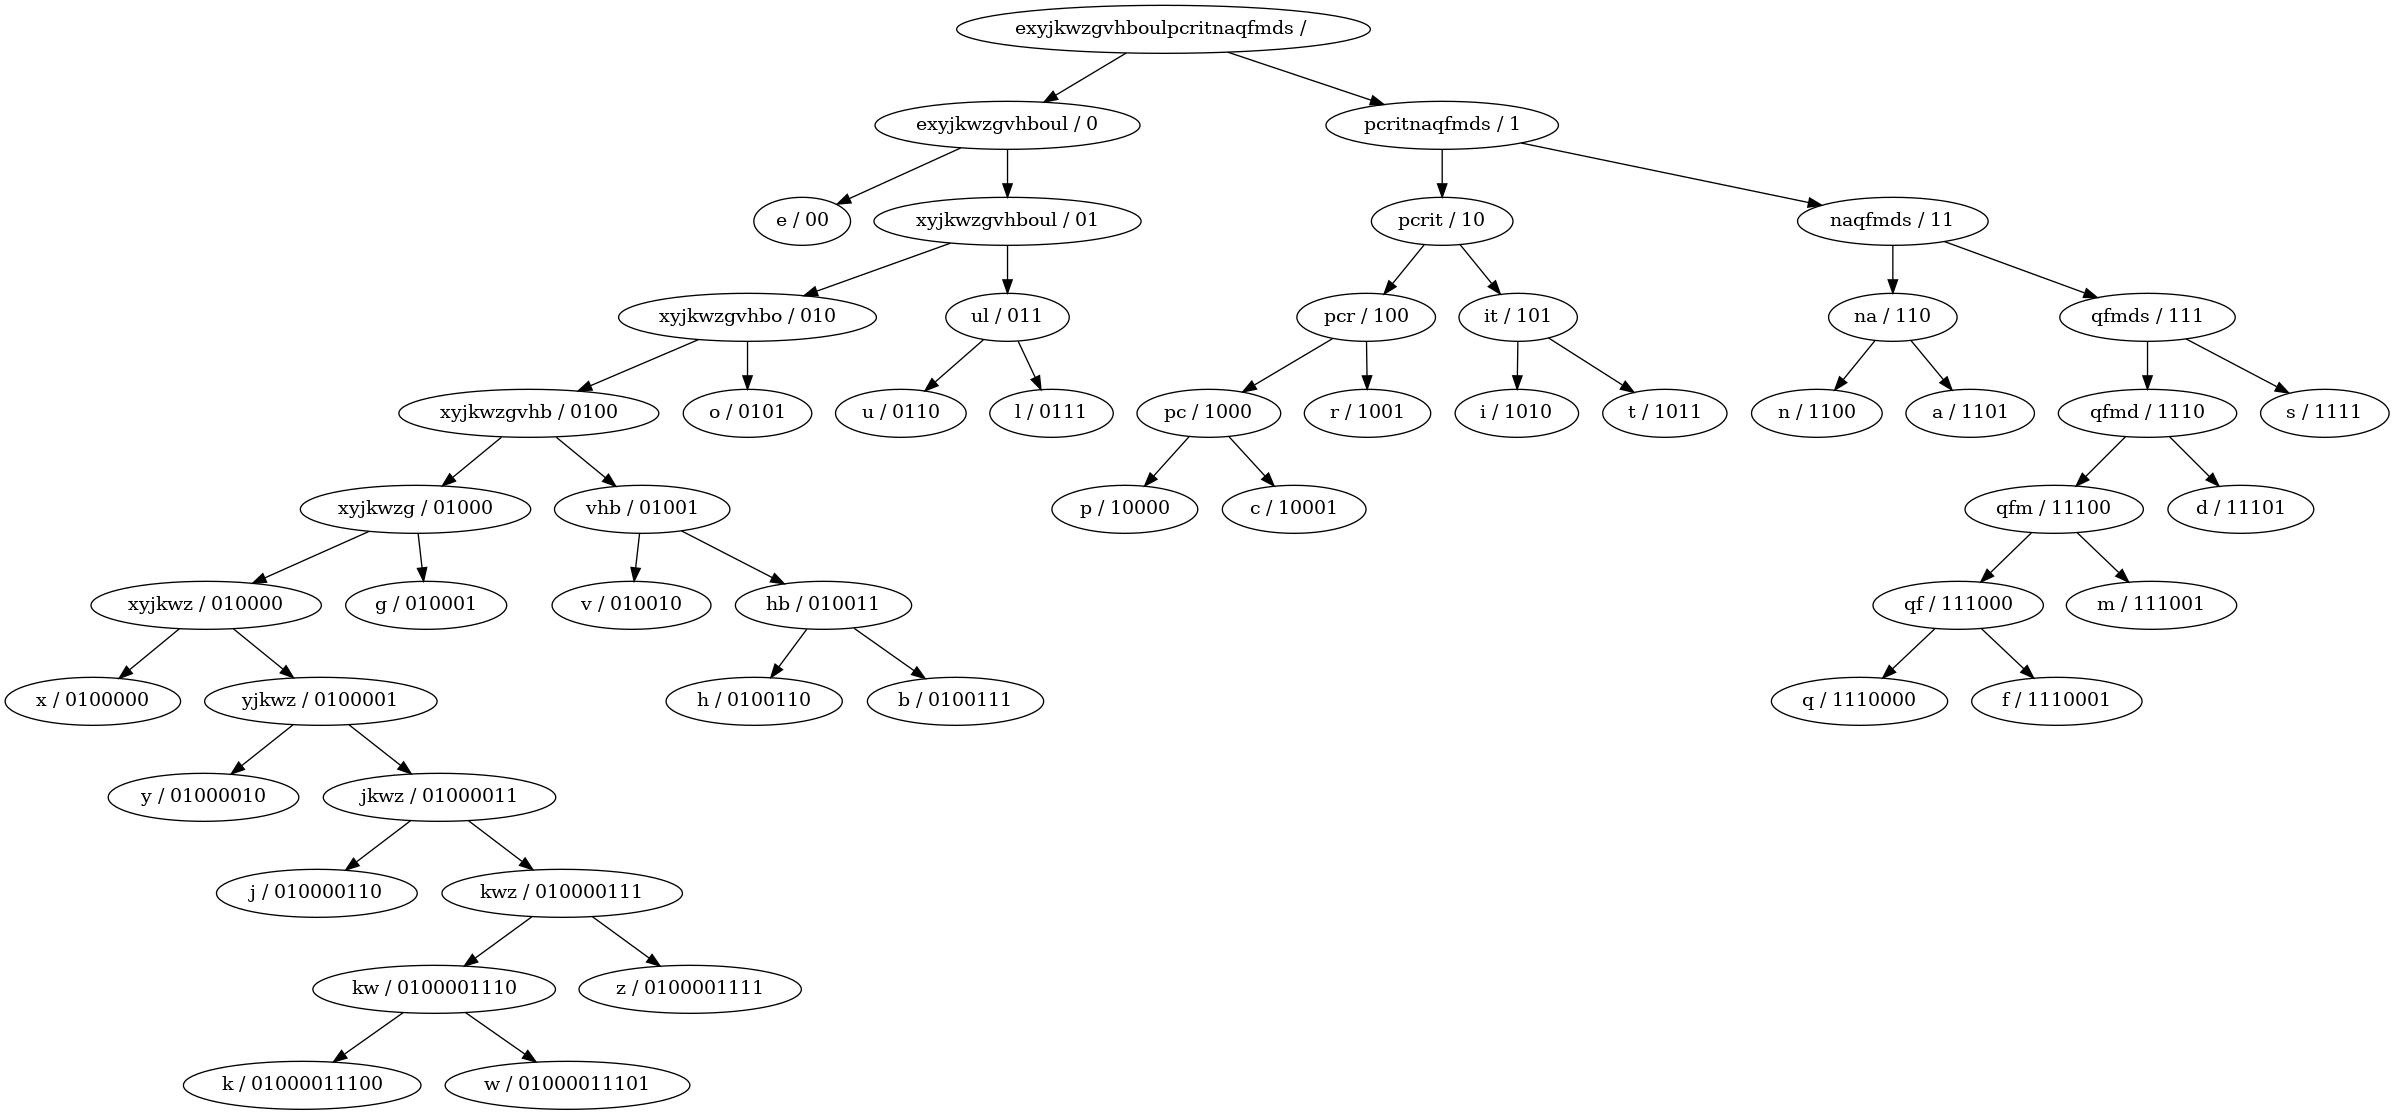 exyjkwzgvhboulpcritnaqfmds /
exyjkwzgvhboul / 0
pcritnaqfmds / 1
e / 00
xyjkwzgvhboul / 01
pcrit / 10
naqfmds / 11
xyjkwzgvhbo / 010
ul / 011
pcr / 100
it / 101
na / 110
qfmds / 111
xyjkwzgvhb / 0100
o / 0101
u / 0110
l / 0111
pc / 1000
r / 1001
i / 1010
t / 1011
n / 1100
a / 1101
qfmd / 1110
s / 1111
xyjkwzg / 01000
vhb / 01001
p / 10000
c / 10001
qfm / 11100
d / 11101
xyjkwz / 010000
g / 010001
v / 010010
hb / 010011
qf / 111000
m / 111001
x / 0100000
yjkwz / 0100001
h / 0100110
b / 0100111
q / 1110000
f / 1110001
y / 01000010
jkwz / 01000011
j / 010000110
kwz / 010000111
kw / 0100001110
z / 0100001111
k / 01000011100
w / 01000011101